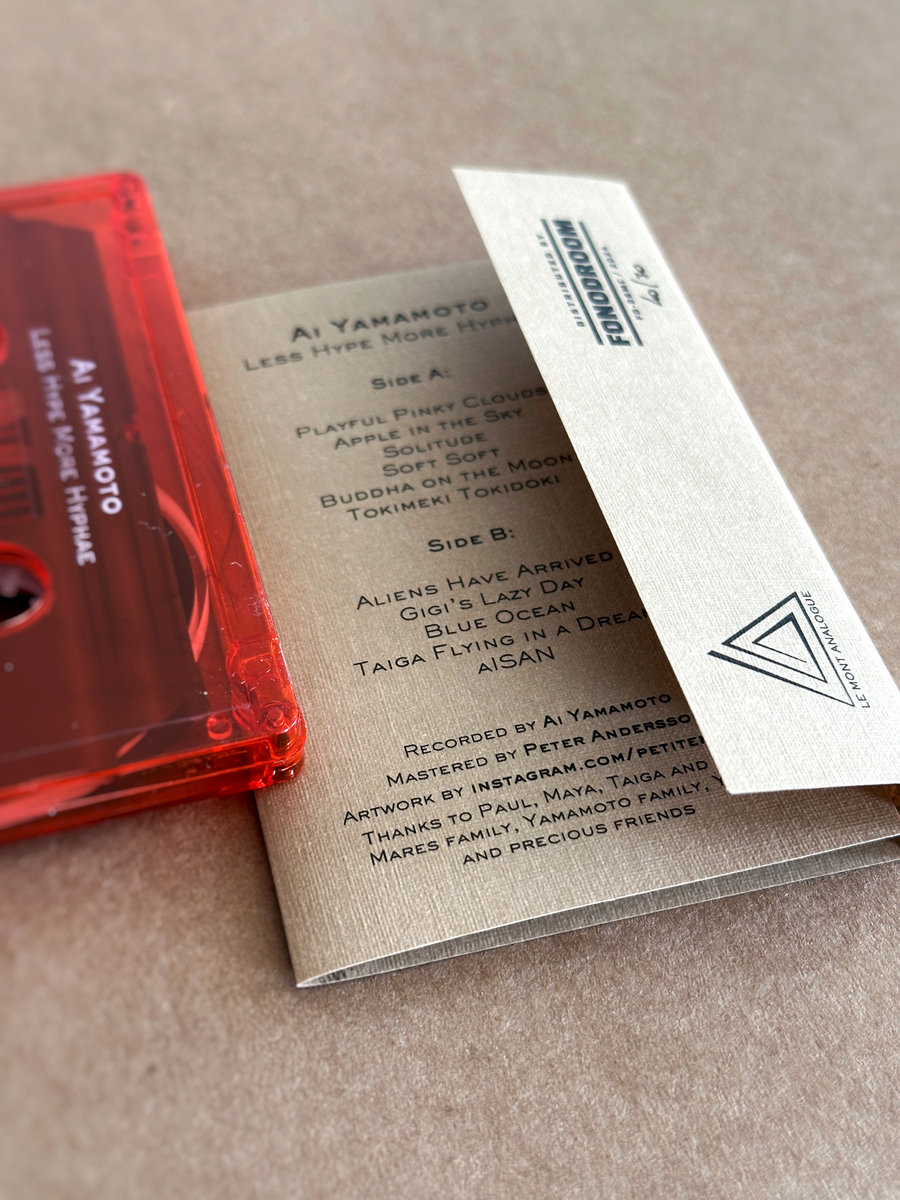 Ai Yamamoto
Less Hype More Hyphae
Ai Yamamoto
Less Hype More Hyph
Side A:
Playful Pinky Clouds
Apple in the Sky
Solitude
Soft Soft
Buddha on the Moon
Tokimeki Tokidoki
Side B:
Aliens Have Arrived
Gigi's Lazy Day
Blue Ocean
Taiga Flying in a Dream
aISAN
Recorded by Ai Yamamoto
Mastered by Peter Andersso
Artwork by instagram.com/petite
Thanks to Paul, Maya, Taiga and
Mares family, Yamamoto family, Y
and precious friends
DISTRIBUTED BY
FONODROOM
LE MONT ANALOGUE